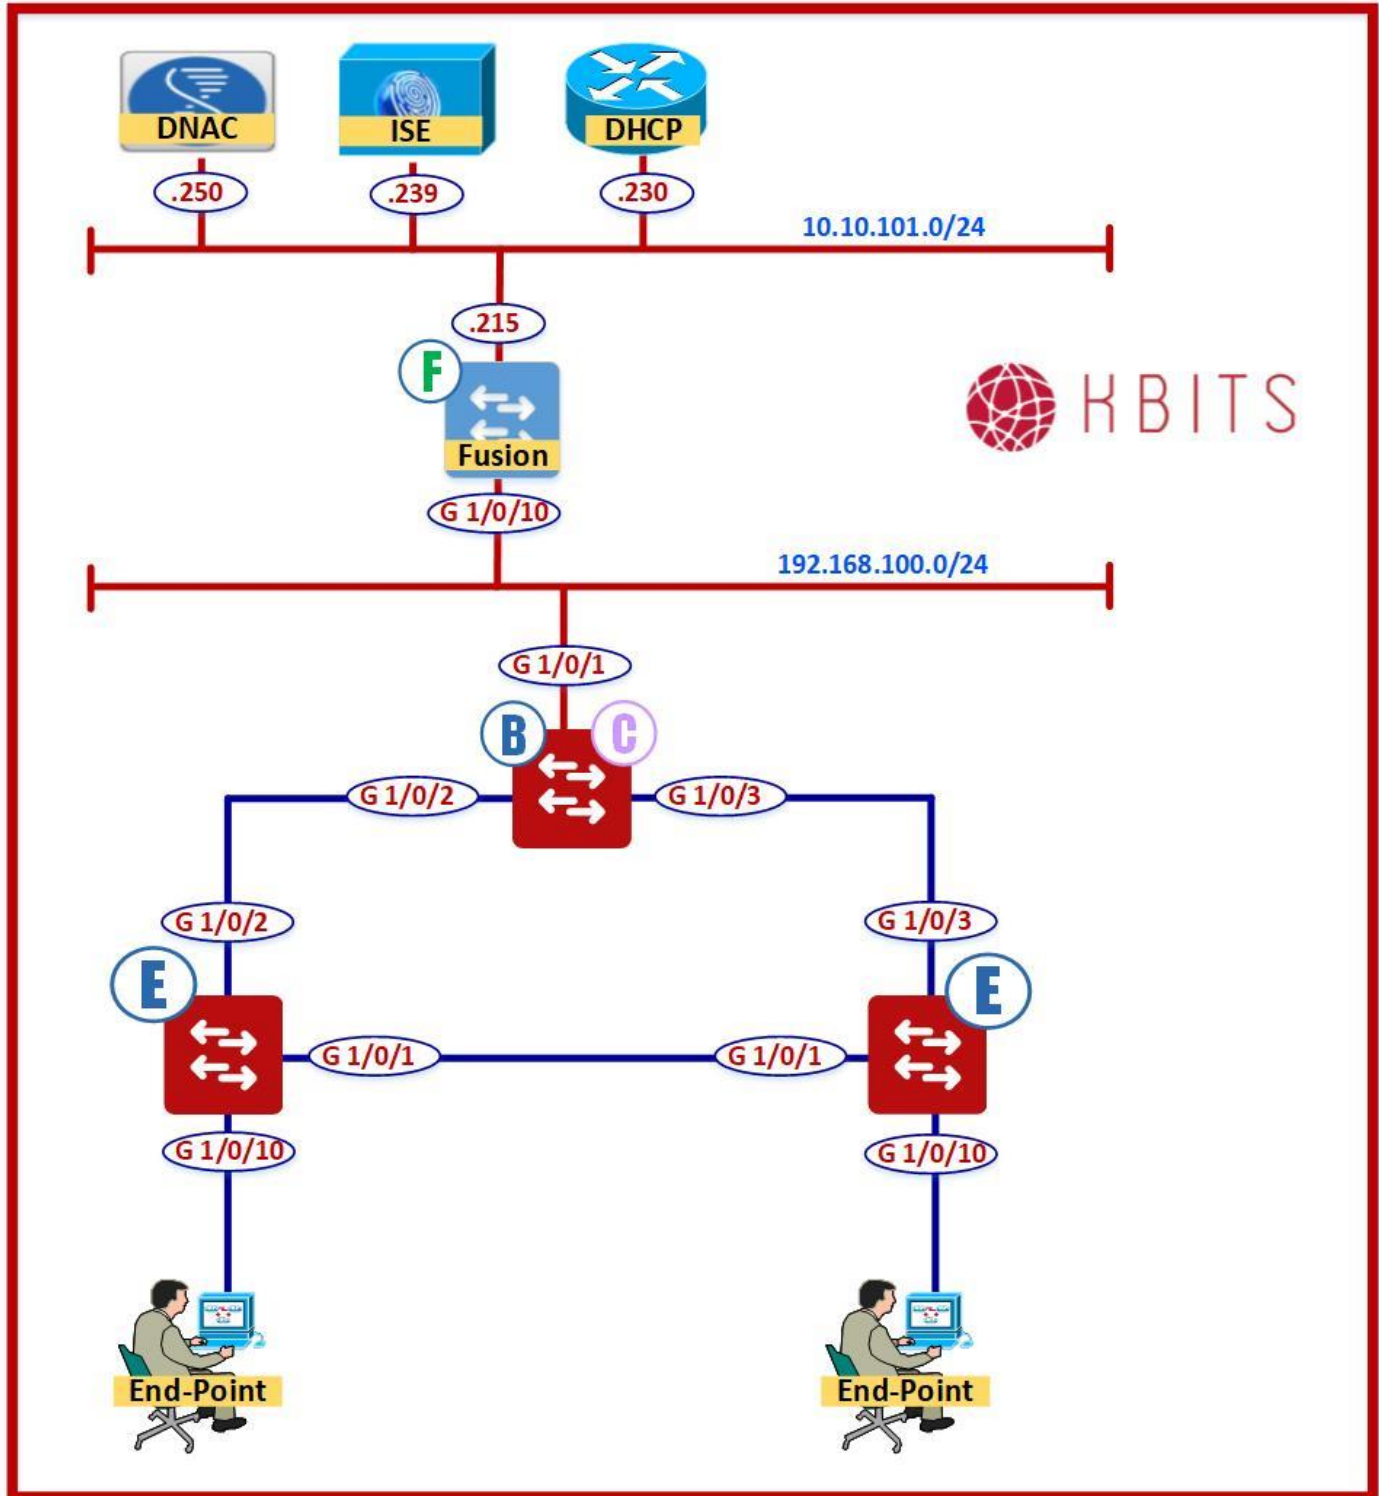 DNAC
ISE
DHCP
.250
.239
.230
10.10.101.0/24
.215
F
Fusion
KBITS
G 1/0/10
192.168.100.0/24
G 1/0/1
B
C
G 1/0/2
G 1/0/3
G 1/0/2
G 1/0/3
E
E
G 1/0/1
G 1/0/1
G 1/0/10
G 1/0/10
End-Point
End-Point